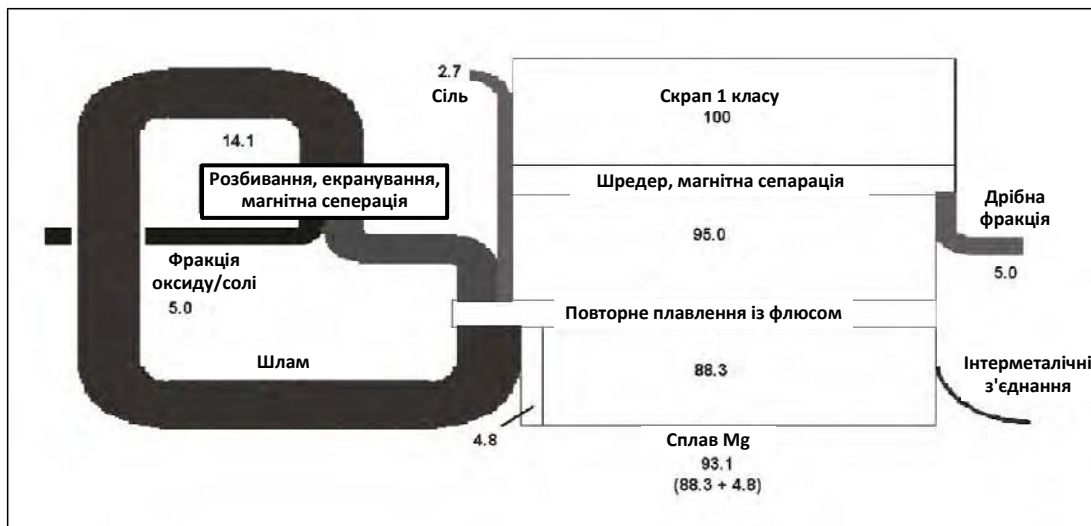 2.7
Сіль
Скрап 1 класу
100
14.1
Розбивання, екранування,
магнітна сеперація
Шредер, магнітна сепарація
Дрібна
фракція
95.0
5.0
Фракція
оксиду/солі
5.0
Повторне плавлення із флюсом
Шлам
88.3
Інтерметалічні
з'єднання
4.8
Сплав Mg
93.1
(88.3 + 4.8)